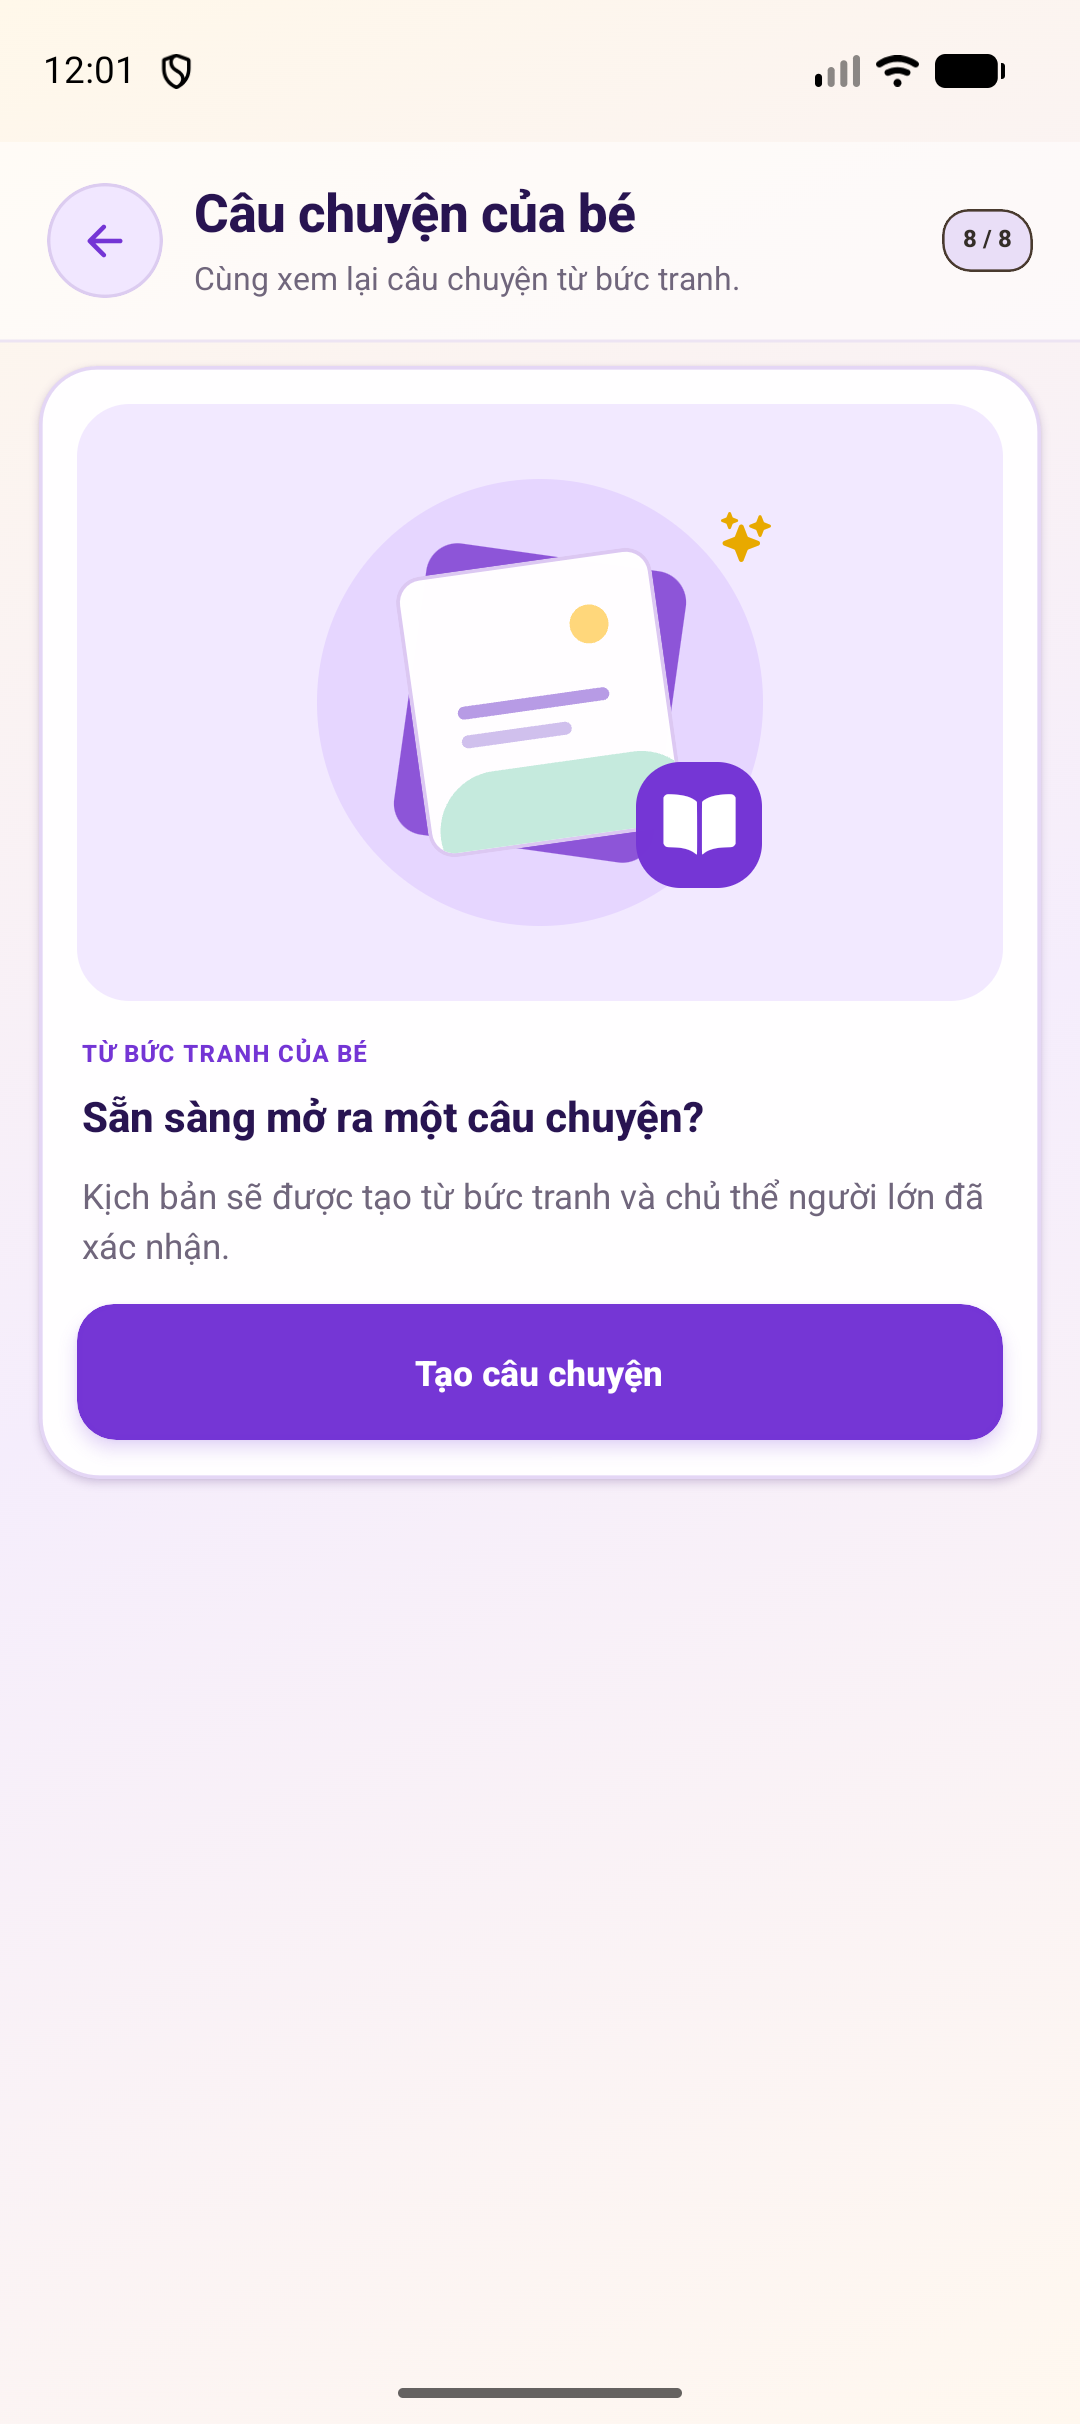 12:01
Câu chuyện của bé
Cùng xem lại câu chuyện từ bức tranh.
8 / 8
TỪ BỨC TRANH CỦA BÉ
Sẵn sàng mở ra một câu chuyện?
Kịch bản sẽ được tạo từ bức tranh và chủ thể người lớn đã
xác nhận.
Tạo câu chuyện